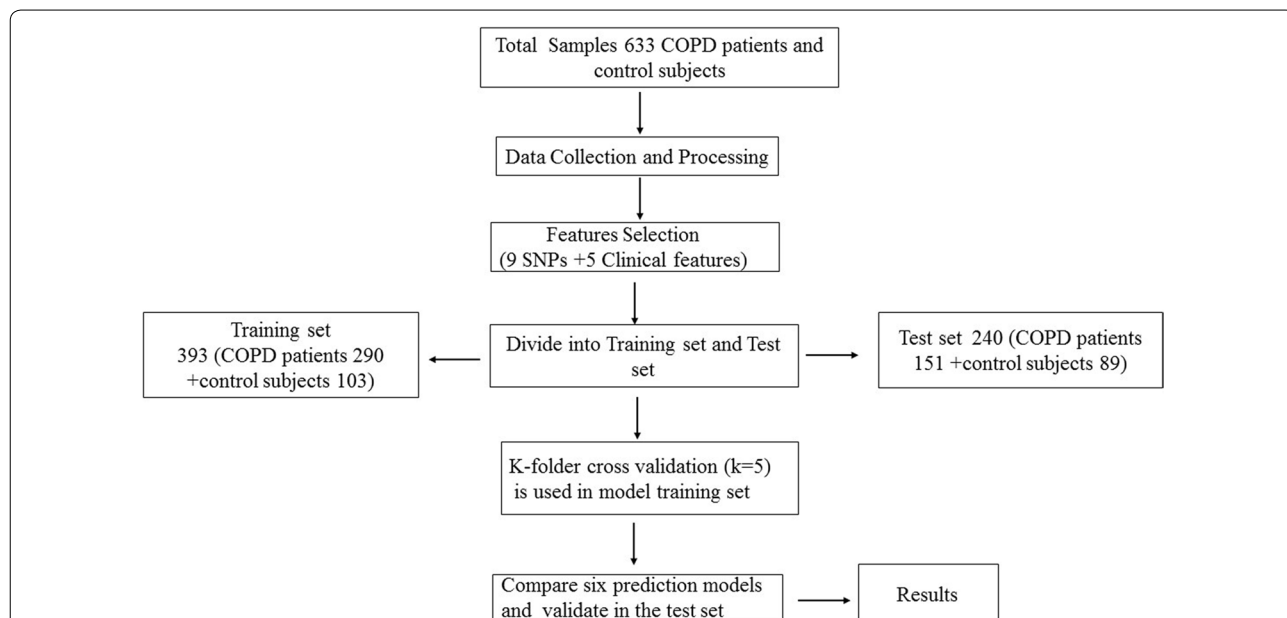 Total Samples 633 COPD patients and
control subjects
Data Collection and Processing
Features Selection
(9 SNPs +5 Clinical features)
Training set
393 (COPD patients 290
+control subjects 103)
Divide into Training set and Test
set
Test set 240 (COPD patients
151 +control subjects 89)
K-folder cross validation (k=5)
is used in model training set
Compare six prediction models
and validate in the test set
Results